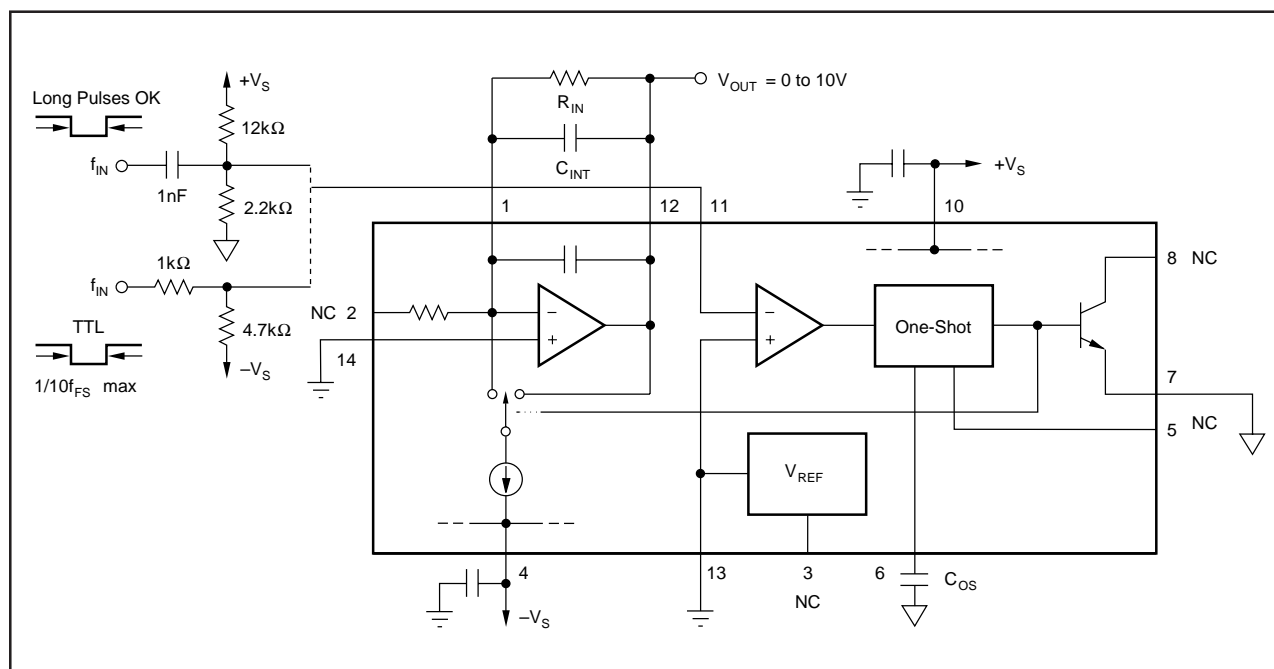 +V_S
Long Pulses OK
12kΩ
f_IN
1nF
2.2kΩ
1kΩ
f_IN
4.7kΩ
TTL
–V_S
1/10f_FS max
V_OUT = 0 to 10V
R_IN
C_INT
+V_S
1
12
11
10
8 NC
NC 2
–
+
–
+
One-Shot
14
7
5 NC
V_REF
4
13
3
6
C_OS
NC
–V_S